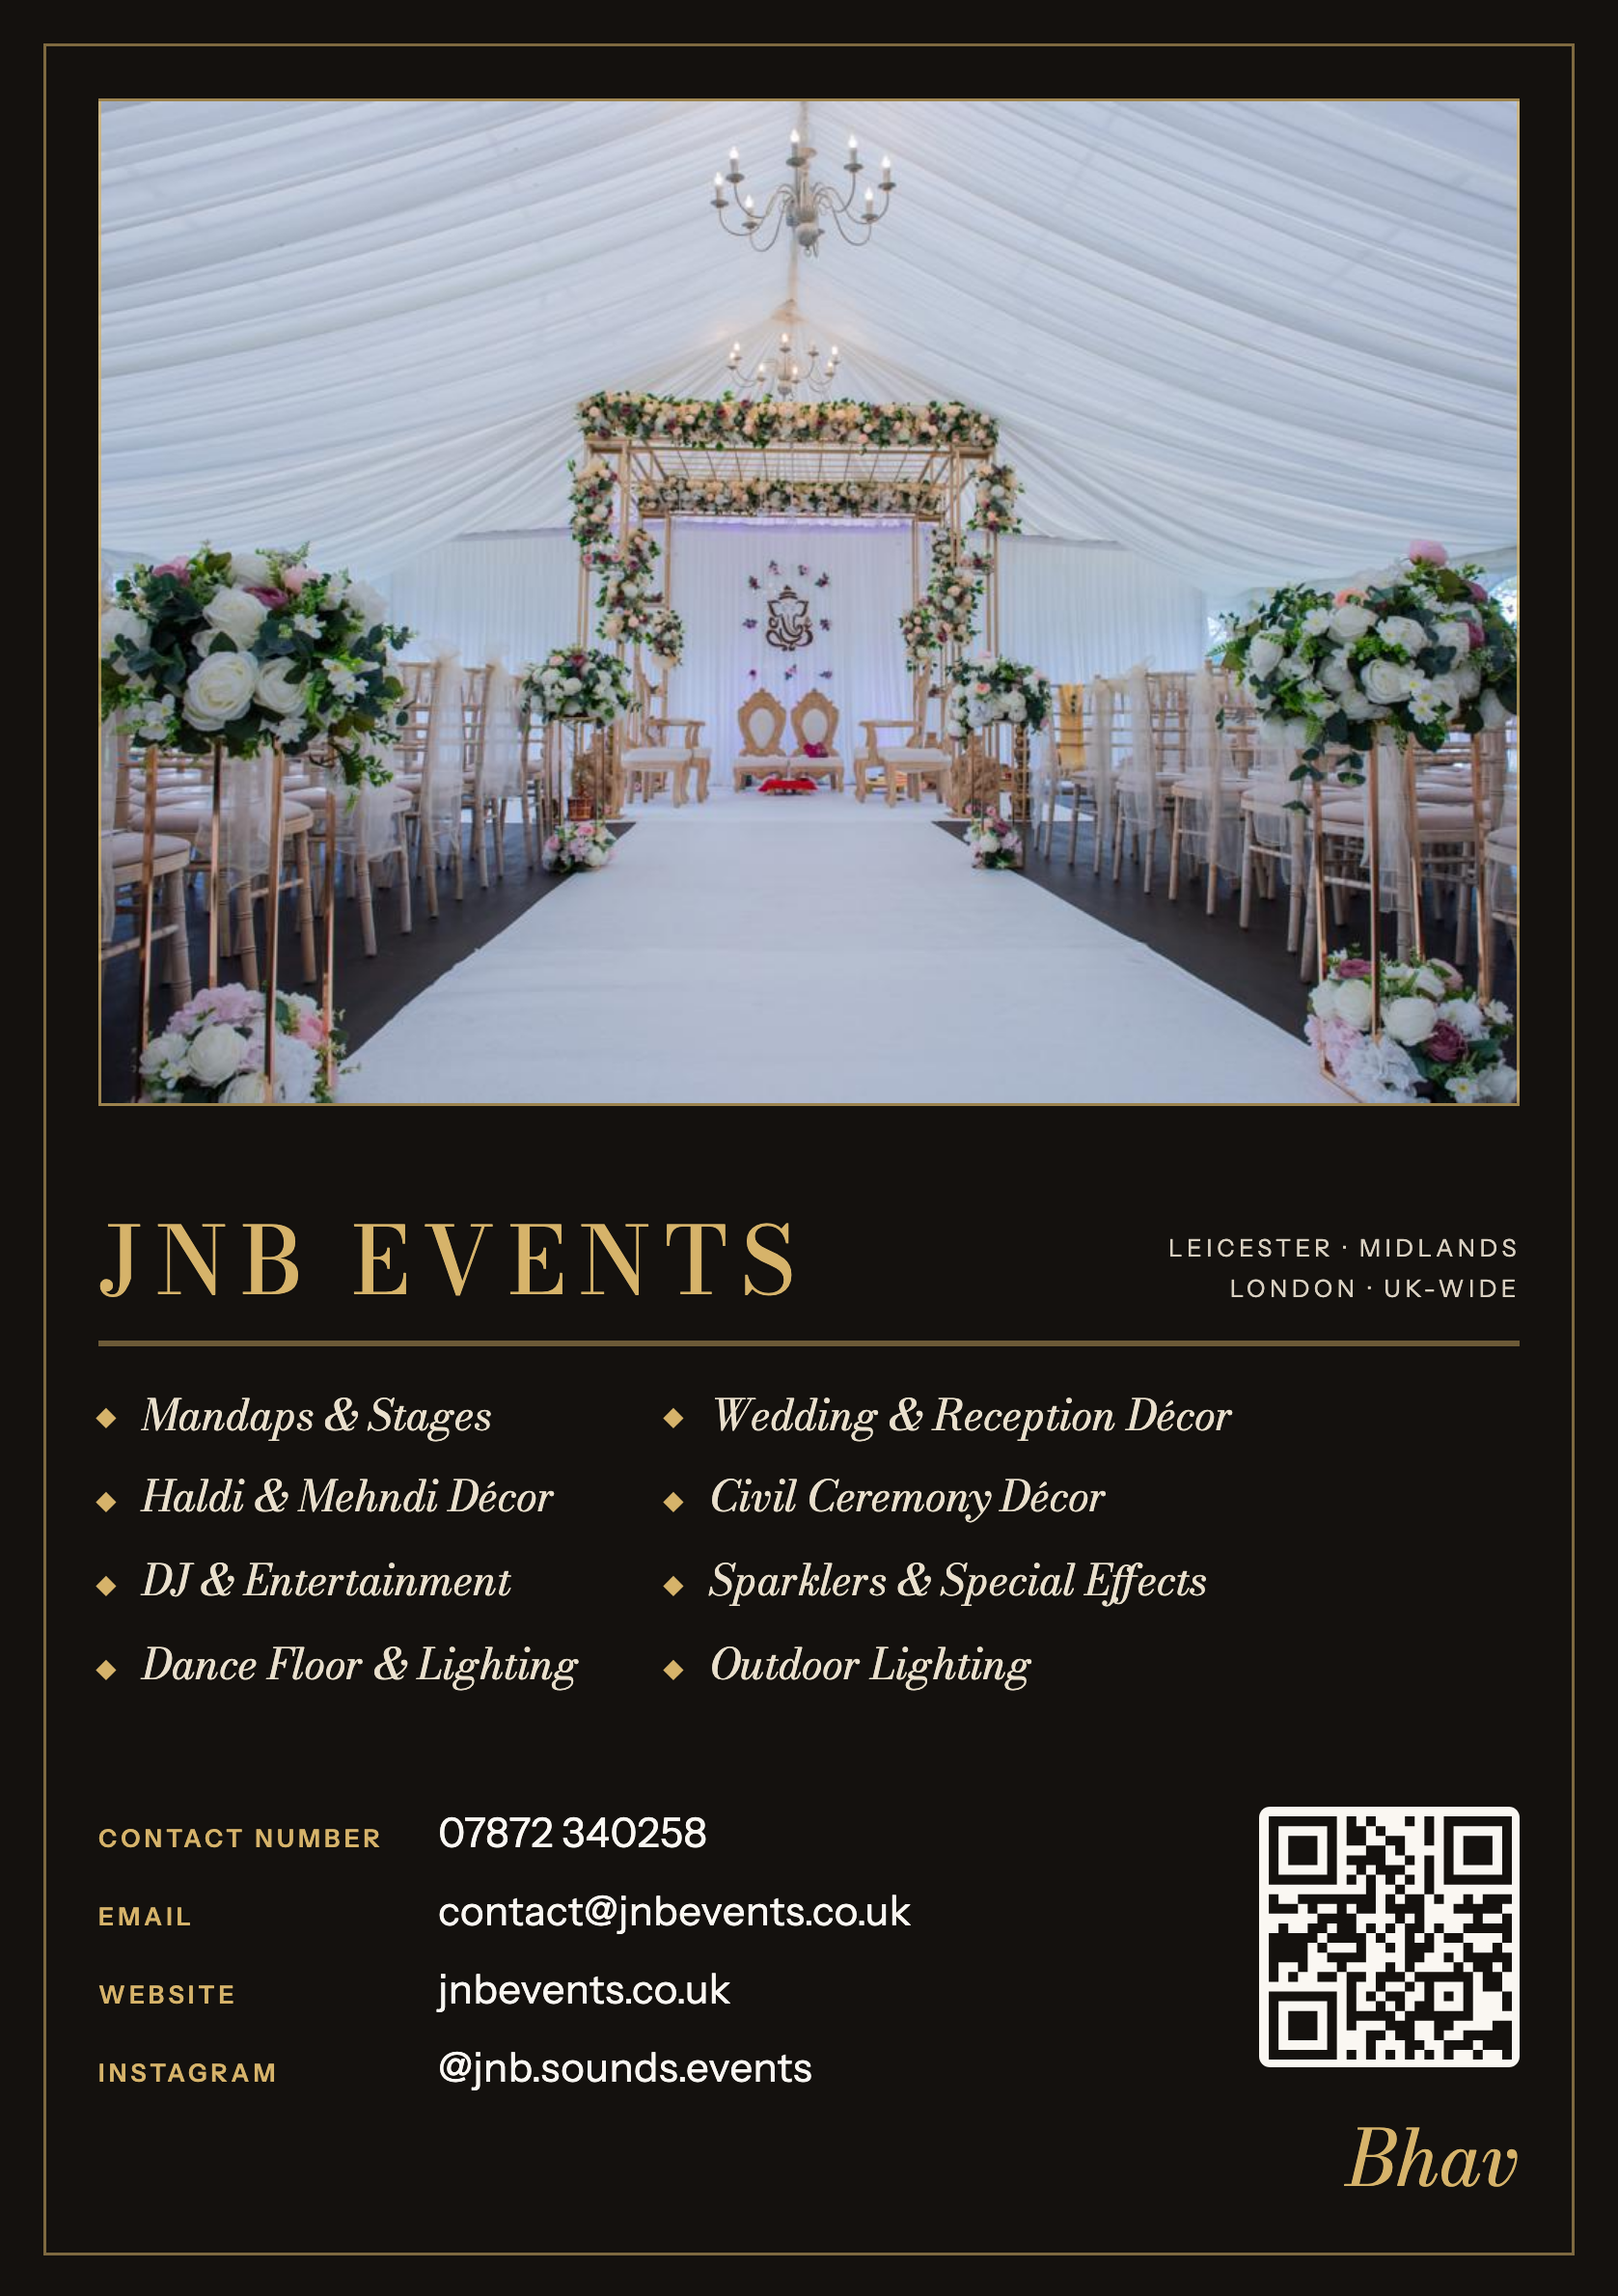 JNB EVENTS
LEICESTER · MIDLANDS
LONDON · UK-WIDE
Mandaps & Stages
Wedding & Reception Décor
Haldi & Mehndi Décor
Civil Ceremony Décor
DJ & Entertainment
Sparklers & Special Effects
Dance Floor & Lighting
Outdoor Lighting
CONTACT NUMBER 07872 340258
EMAIL contact@jnbevents.co.uk
WEBSITE jnbevents.co.uk
INSTAGRAM @jnb.sounds.events
Bhav